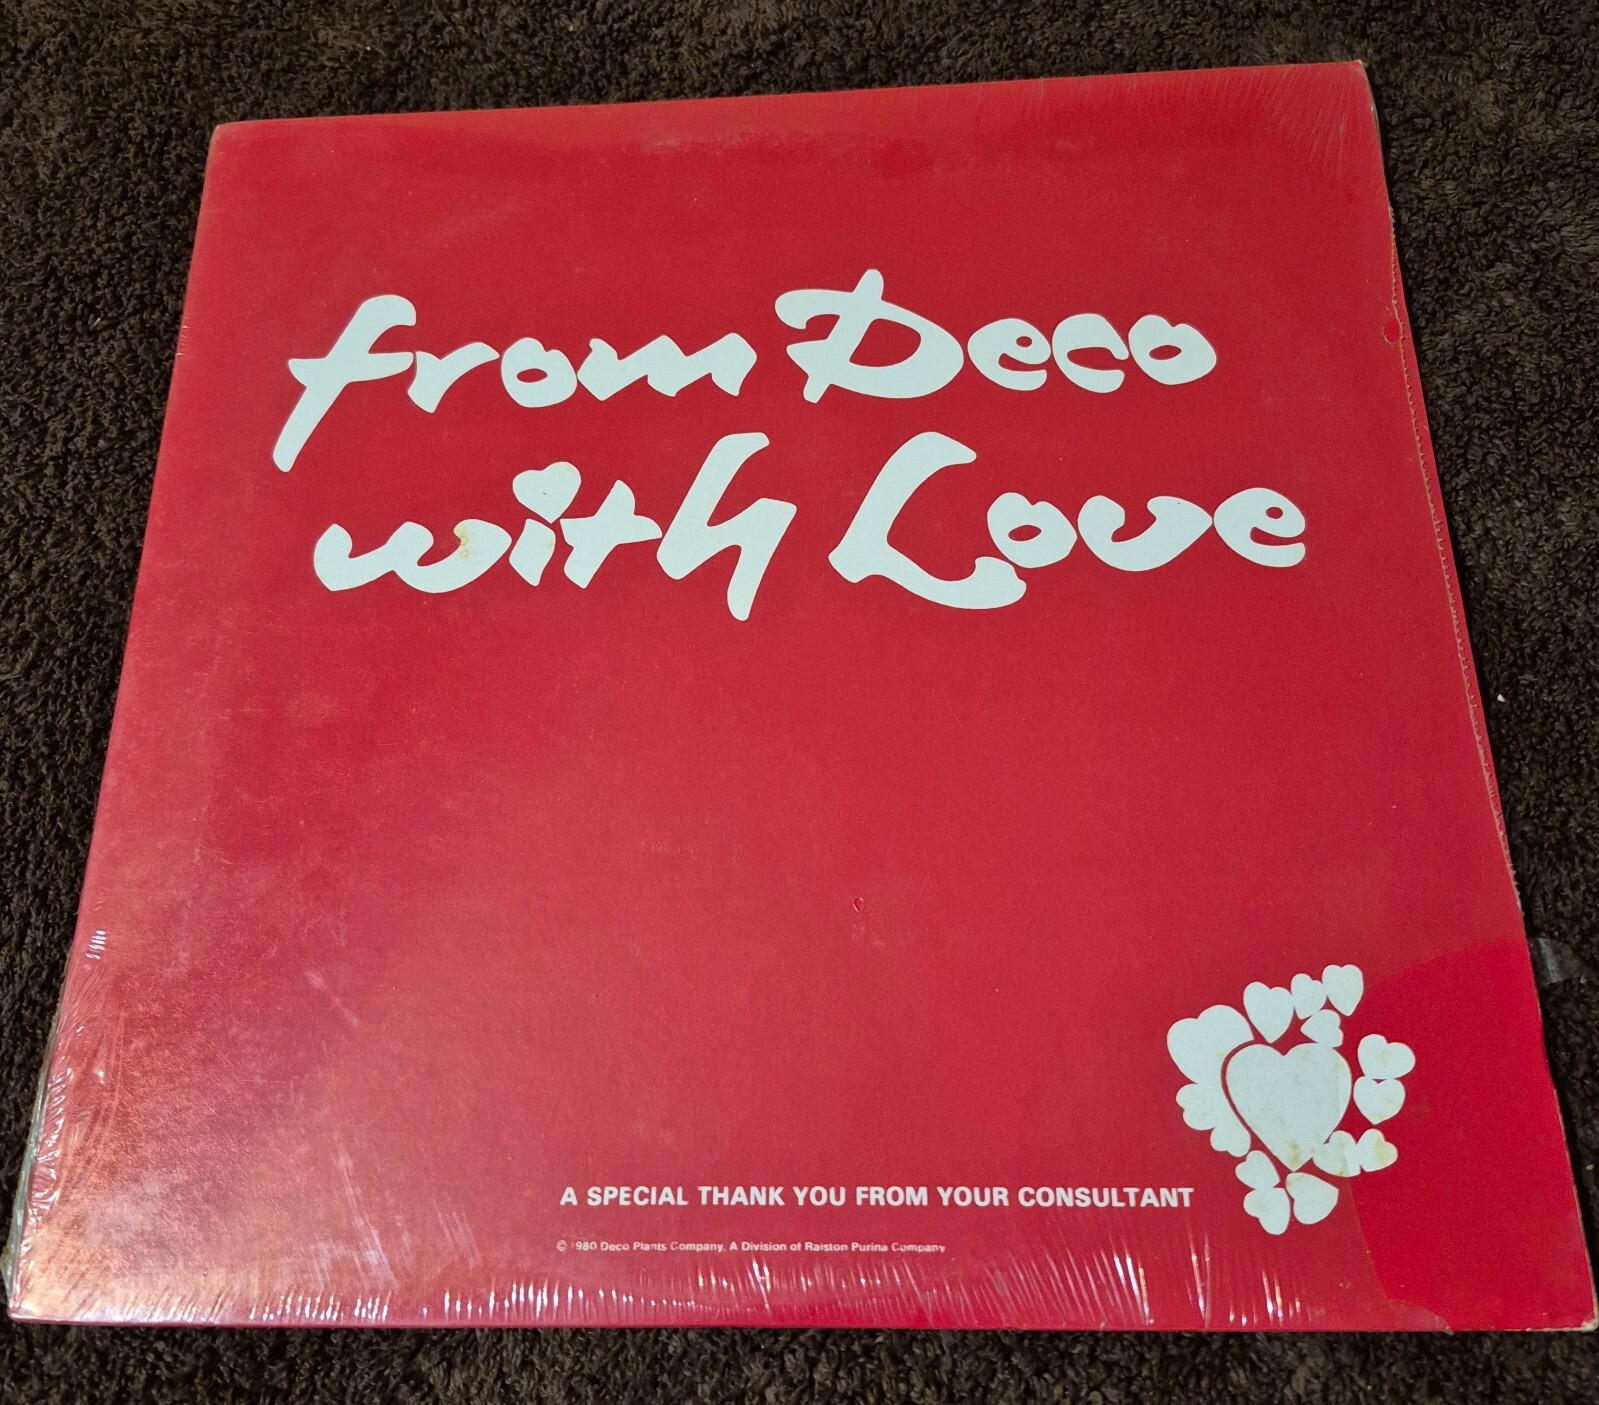 from Deco
with Love
A SPECIAL THANK YOU FROM YOUR CONSULTANT
© 1980 Deco Plants Company, A Division of Ralston Purina Company